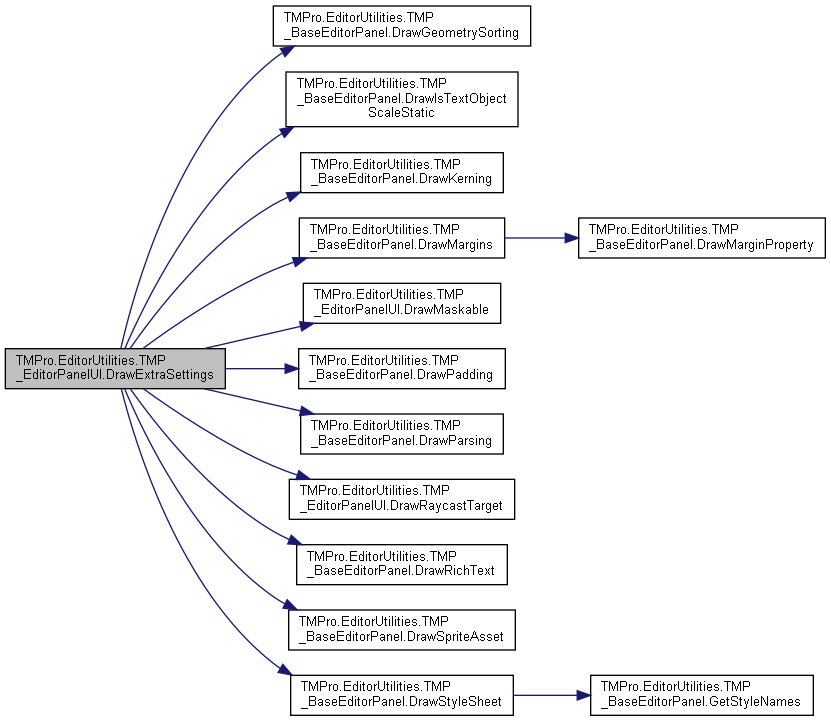 TMPro.EditorUtilities.TMP
_BaseEditorPanel.DrawGeometrySorting
TMPro.EditorUtilities.TMP
_BaseEditorPanel.DrawIsTextObject
ScaleStatic
TMPro.EditorUtilities.TMP
_BaseEditorPanel.DrawKerning
TMPro.EditorUtilities.TMP
_BaseEditorPanel.DrawMargins
TMPro.EditorUtilities.TMP
_BaseEditorPanel.DrawMarginProperty
TMPro.EditorUtilities.TMP
_EditorPanelUI.DrawMaskable
TMPro.EditorUtilities.TMP
_EditorPanelUI.DrawExtraSettings
TMPro.EditorUtilities.TMP
_BaseEditorPanel.DrawPadding
TMPro.EditorUtilities.TMP
_BaseEditorPanel.DrawParsing
TMPro.EditorUtilities.TMP
_EditorPanelUI.DrawRaycastTarget
TMPro.EditorUtilities.TMP
_BaseEditorPanel.DrawRichText
TMPro.EditorUtilities.TMP
_BaseEditorPanel.DrawSpriteAsset
TMPro.EditorUtilities.TMP
_BaseEditorPanel.DrawStyleSheet
TMPro.EditorUtilities.TMP
_BaseEditorPanel.GetStyleNames